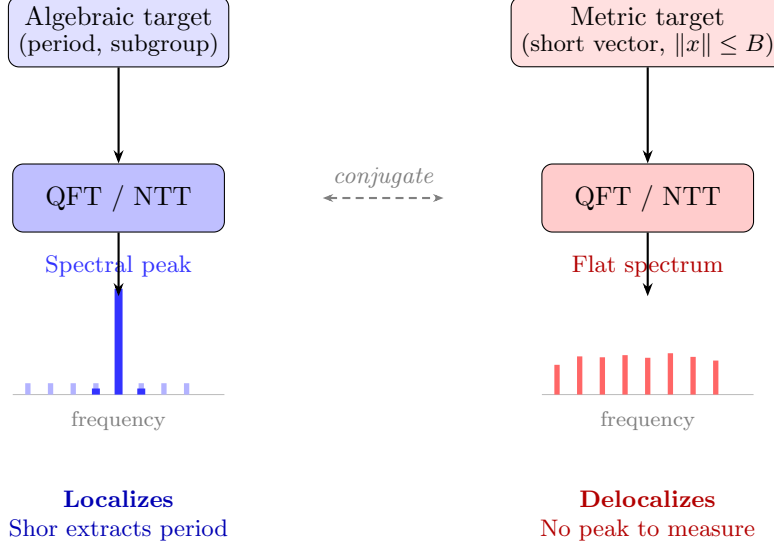 Algebraic target
(period, subgroup)
Metric target
(short vector, ‖x‖ ≤ B)
QFT / NTT
conjugate
QFT / NTT
Spectral peak
Flat spectrum
frequency
frequency
Localizes
Shor extracts period
Delocalizes
No peak to measure